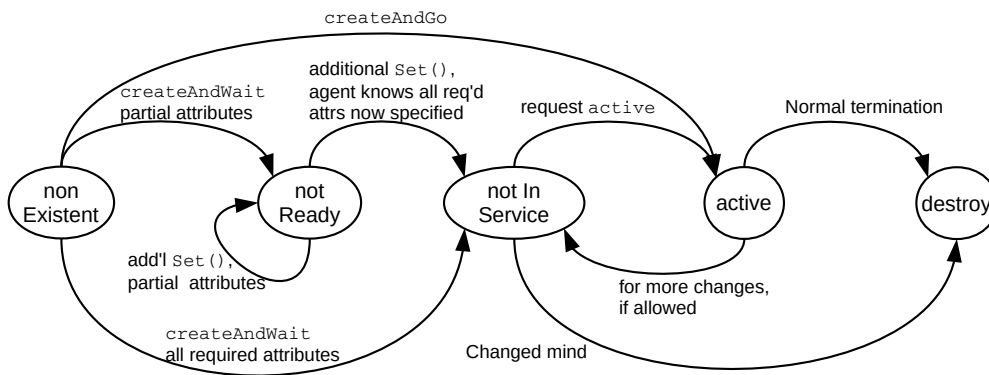 createAndGo
createAndWait
partial attributes
additional Set(),
agent knows all req'd
attrs now specified
request active
Normal termination
non
Existent
not
Ready
not In
Service
active
destroy
add'l Set(),
partial attributes
for more changes,
if allowed
createAndWait
all required attributes
Changed mind